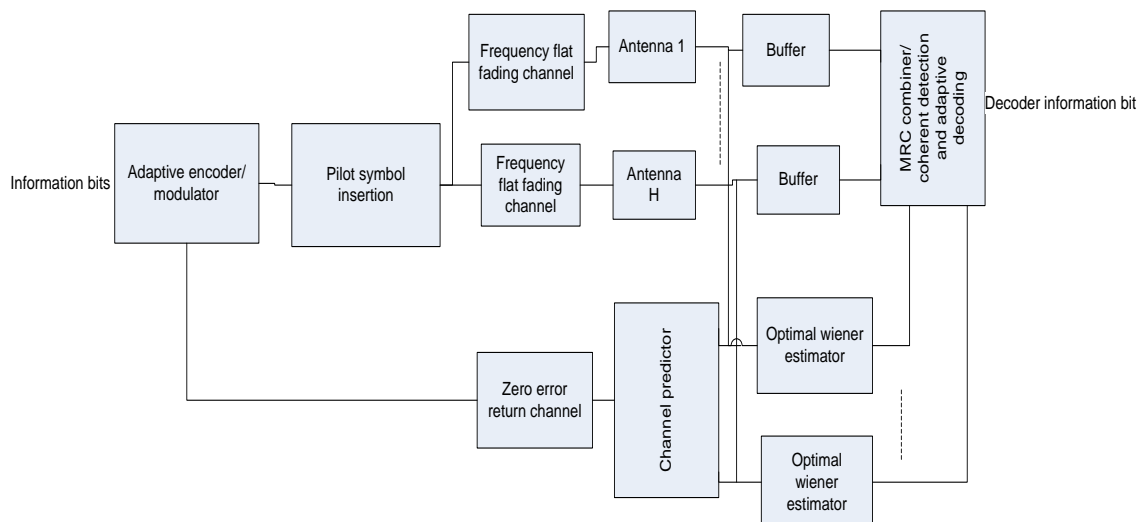 Information bits
Adaptive encoder/
modulator
Pilot symbol
insertion
Frequency flat
fading channel
Antenna 1
Buffer
MRC combiner/
coherent detection
and adaptive
decoding
Decoder information bit
Frequency
flat fading
channel
Antenna
H
Buffer
Zero error
return channel
Channel predictor
Optimal wiener
estimator
Optimal
wiener
estimator